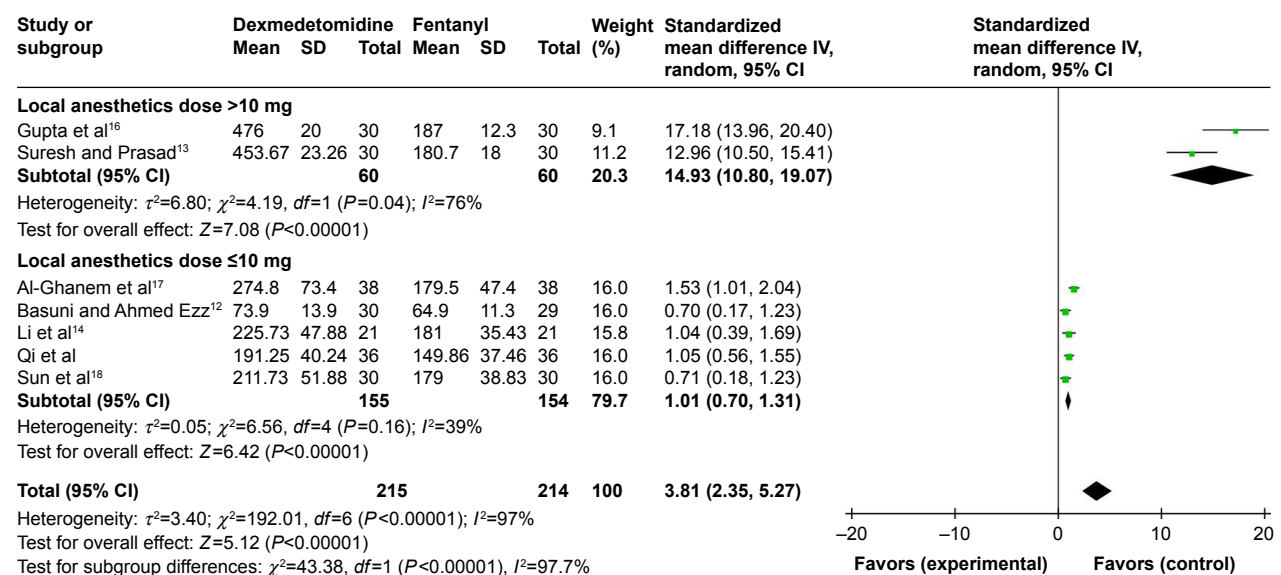 Study or subgroup Dexmedetomidine Fentanyl Weight (%) Standardized mean difference IV, random, 95% CI Standardized mean difference IV, random, 95% CI
Mean SD Total Mean SD Total
Local anesthetics dose >10 mg
Gupta et al¹⁶ 476 20 30 187 12.3 30 9.1 17.18 (13.96, 20.40)
Suresh and Prasad¹³ 453.67 23.26 30 180.7 18 30 11.2 12.96 (10.50, 15.41)
Subtotal (95% CI) 60 60 20.3 14.93 (10.80, 19.07)
Heterogeneity: τ²=6.80; χ²=4.19, df=1 (P=0.04); I²=76%
Test for overall effect: Z=7.08 (P<0.00001)
Local anesthetics dose ≤10 mg
Al-Ghanem et al¹⁷ 274.8 73.4 38 179.5 47.4 38 16.0 1.53 (1.01, 2.04)
Basuni and Ahmed Ezz¹² 73.9 13.9 30 64.9 11.3 29 16.0 0.70 (0.17, 1.23)
Li et al¹⁴ 225.73 47.88 21 181 35.43 21 15.8 1.04 (0.39, 1.69)
Qi et al 191.25 40.24 36 149.86 37.46 36 16.0 1.05 (0.56, 1.55)
Sun et al¹⁸ 211.73 51.88 30 179 38.83 30 16.0 0.71 (0.18, 1.23)
Subtotal (95% CI) 155 154 79.7 1.01 (0.70, 1.31)
Heterogeneity: τ²=0.05; χ²=6.56, df=4 (P=0.16); I²=39%
Test for overall effect: Z=6.42 (P<0.00001)
Total (95% CI) 215 214 100 3.81 (2.35, 5.27)
Heterogeneity: τ²=3.40; χ²=192.01, df=6 (P<0.00001); I²=97%
Test for overall effect: Z=5.12 (P<0.00001)
Test for subgroup differences: χ²=43.38, df=1 (P<0.00001), I²=97.7%
–20 –10 0 10 20
Favors (experimental) Favors (control)